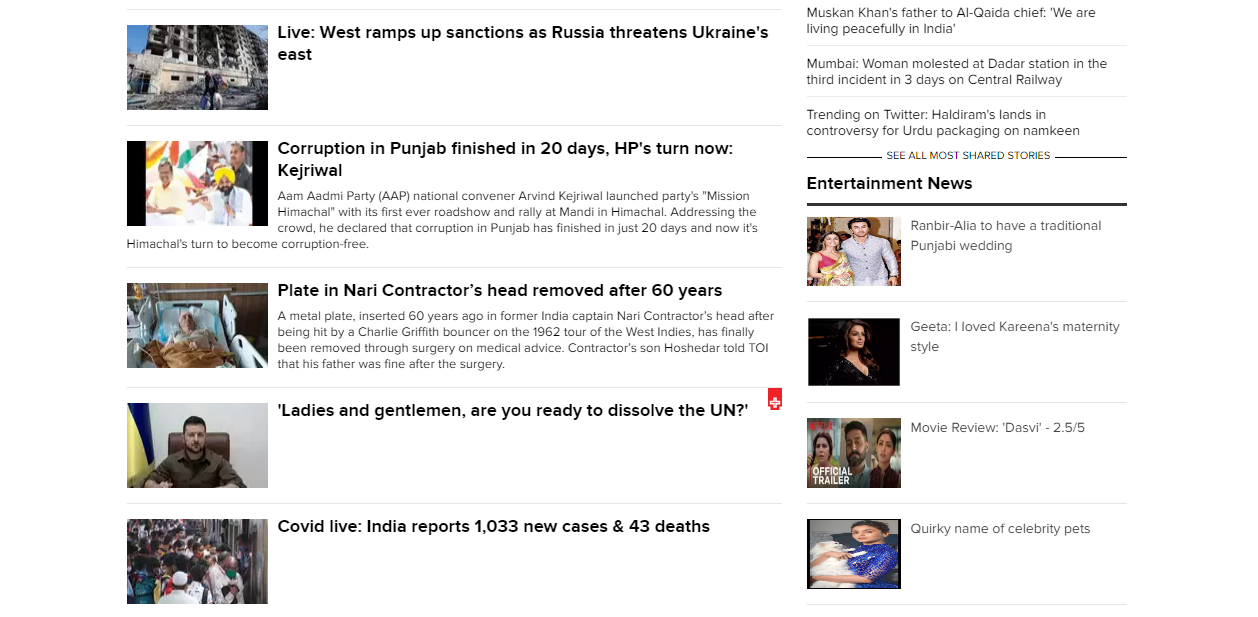 Live: West ramps up sanctions as Russia threatens Ukraine's
east
Corruption in Punjab finished in 20 days, HP's turn now:
Kejriwal
Aam Aadmi Party (AAP) national convener Arvind Kejriwal launched party's "Mission
Himachal" with its first ever roadshow and rally at Mandi in Himachal. Addressing the
crowd, he declared that corruption in Punjab has finished in just 20 days and now it's
Himachal's turn to become corruption-free.
Plate in Nari Contractor’s head removed after 60 years
A metal plate, inserted 60 years ago in former India captain Nari Contractor’s head after
being hit by a Charlie Griffith bouncer on the 1962 tour of the West Indies, has finally
been removed through surgery on medical advice. Contractor’s son Hoshedar told TOI
that his father was fine after the surgery.
'Ladies and gentlemen, are you ready to dissolve the UN?'
Covid live: India reports 1,033 new cases & 43 deaths
Muskan Khan's father to Al-Qaida chief: 'We are
living peacefully in India'
Mumbai: Woman molested at Dadar station in the
third incident in 3 days on Central Railway
Trending on Twitter: Haldiram's lands in
controversy for Urdu packaging on namkeen
SEE ALL MOST SHARED STORIES
Entertainment News
Ranbir-Alia to have a traditional
Punjabi wedding
Geeta: I loved Kareena's maternity
style
Movie Review: 'Dasvi' - 2.5/5
OFFICIAL
TRAILER
Quirky name of celebrity pets